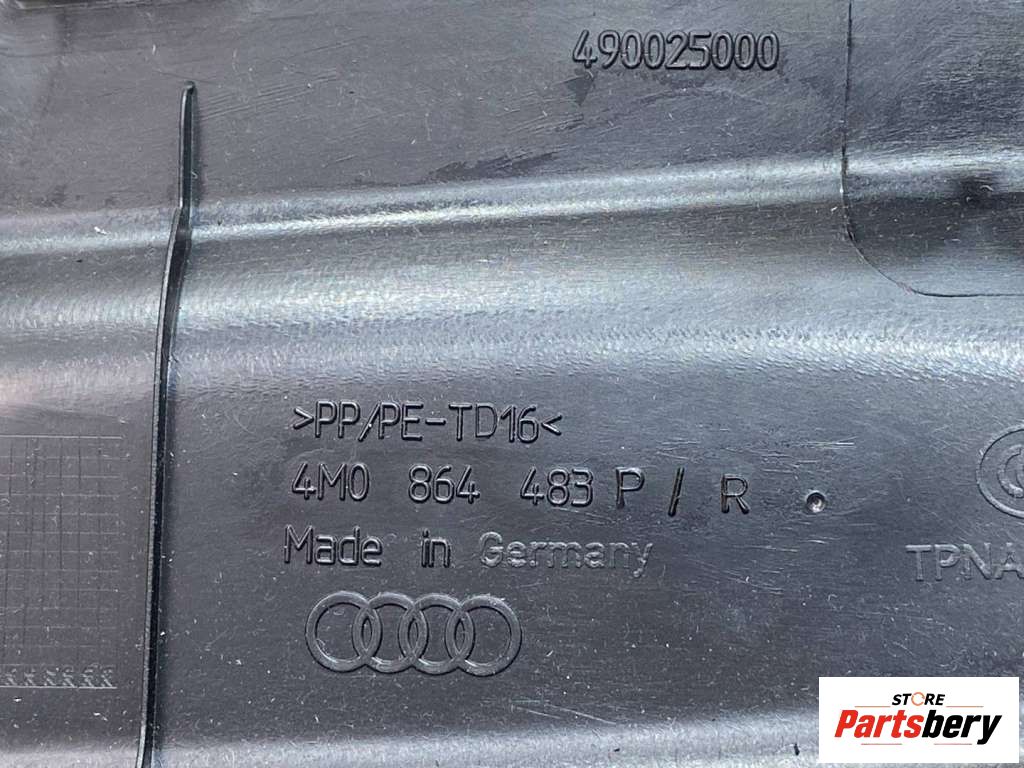 490025000
>PP/PE-TD16<
4M0 864 483 P / R
Made in Germany
TPNA
STORE
Partsbery